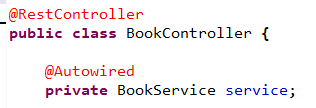 @RestController
public class BookController {
@Autowired
private BookService service;